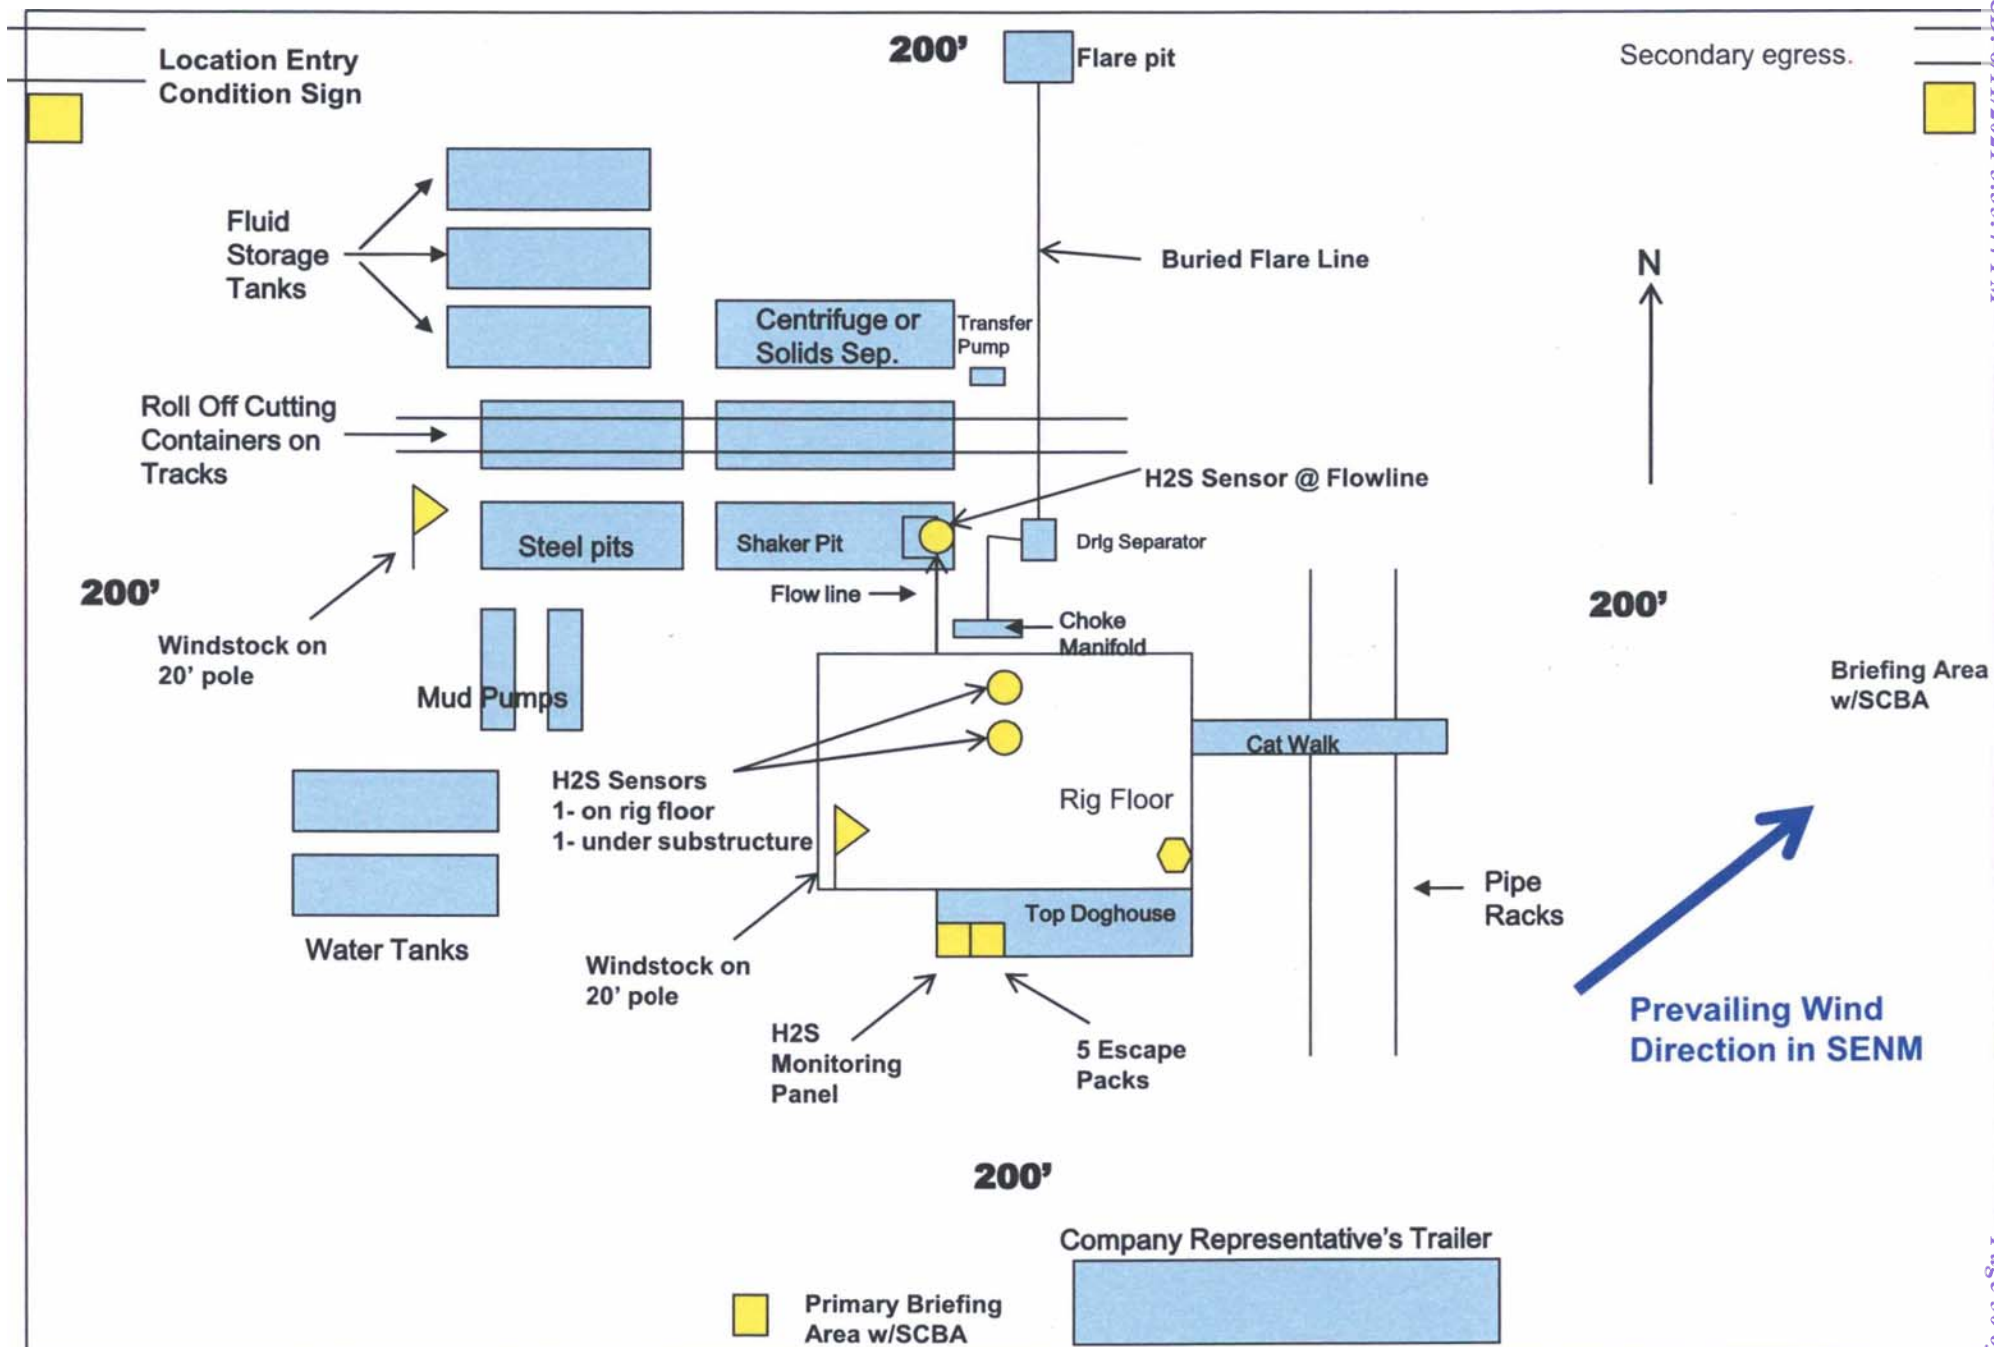 Location Entry
Condition Sign
200’
Flare pit
Secondary egress.
Fluid
Storage
Tanks
Buried Flare Line
N
Centrifuge or
Solids Sep.
Transfer
Pump
Roll Off Cutting
Containers on
Tracks
H2S Sensor @ Flowline
Steel pits
Shaker Pit
Drlg Separator
200’
Flow line
200’
Choke
Manifold
Windstock on
20’ pole
Mud Pumps
Briefing Area
w/SCBA
Cat Walk
H2S Sensors
1- on rig floor
1- under substructure
Rig Floor
Pipe
Racks
Top Doghouse
Water Tanks
Windstock on
20’ pole
H2S
Monitoring
Panel
5 Escape
Packs
Prevailing Wind
Direction in SENM
200’
Company Representative’s Trailer
Primary Briefing
Area w/SCBA